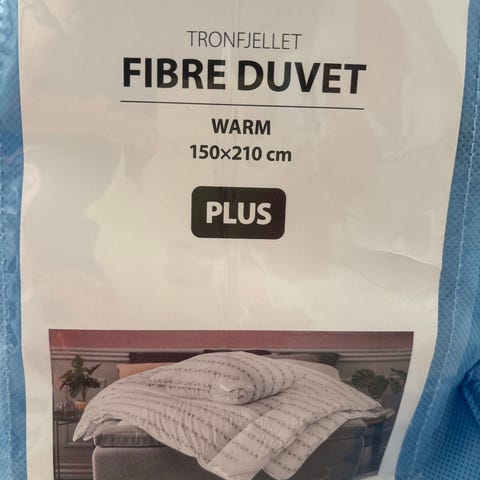 TRONFJELLET
FIBRE DUVET
WARM
150×210 cm
PLUS